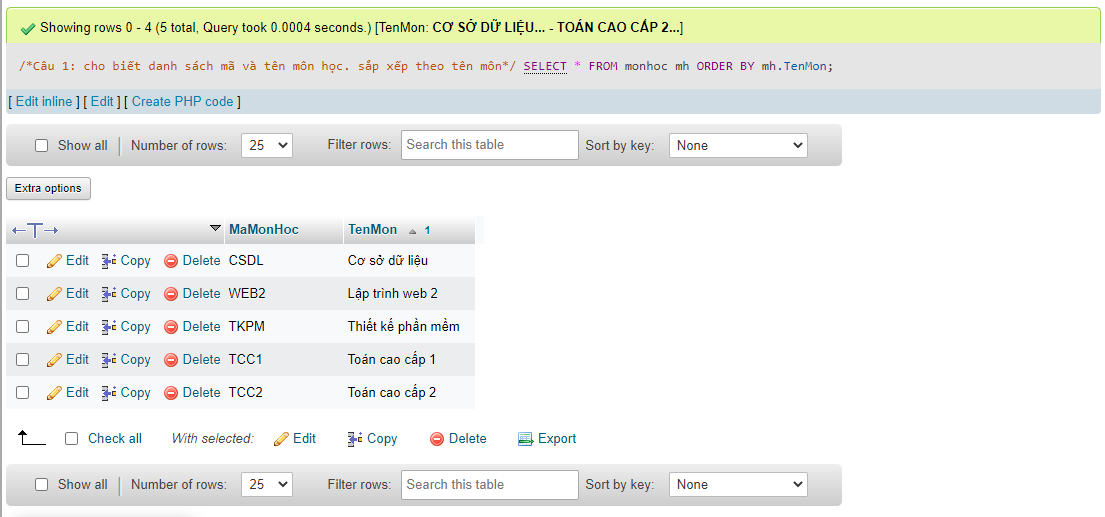 Showing rows 0 - 4 (5 total, Query took 0.0004 seconds.) [TenMon: CƠ SỞ DỮ LIỆU... - TOÁN CAO CẤP 2...]
/*Câu 1: cho biết danh sách mã và tên môn học. sắp xếp theo tên môn*/ SELECT * FROM monhoc mh ORDER BY mh.TenMon;
[ Edit inline ] [ Edit ] [ Create PHP code ]
Show all | Number of rows: 25 Filter rows: Search this table Sort by key: None
Extra options
←T→ MaMonHoc TenMon 1
Edit Copy Delete CSDL Cơ sở dữ liệu
Edit Copy Delete WEB2 Lập trình web 2
Edit Copy Delete TKPM Thiết kế phần mềm
Edit Copy Delete TCC1 Toán cao cấp 1
Edit Copy Delete TCC2 Toán cao cấp 2
Check all With selected: Edit Copy Delete Export
Show all | Number of rows: 25 Filter rows: Search this table Sort by key: None